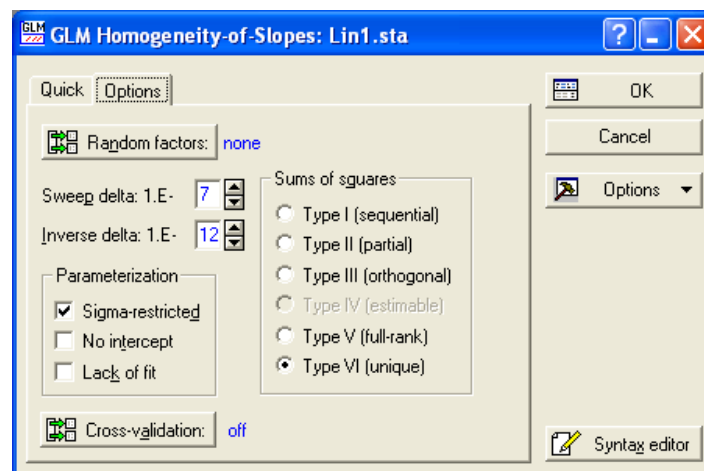 GLM GLM Homogeneity-of-Slopes: Lin1.sta
Quick Options
Random factors: none
Sweep delta: 1.E- 7
Inverse delta: 1.E- 12
Parameterization
Sigma-restricted
No intercept
Lack of fit
Cross-validation: off
Sums of squares
Type I (sequential)
Type II (partial)
Type III (orthogonal)
Type IV (estimable)
Type V (full-rank)
Type VI (unique)
OK
Cancel
Options
Syntax editor